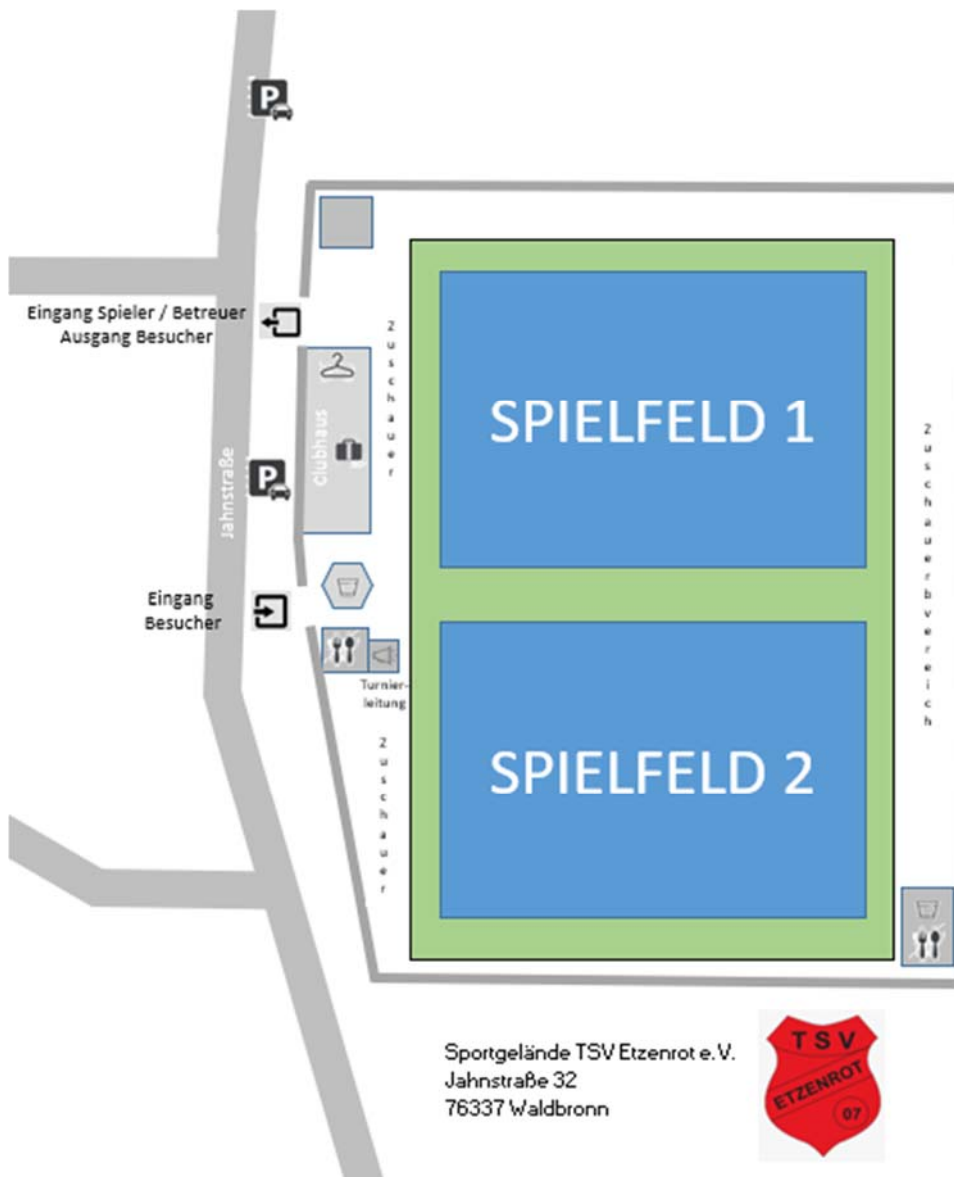 P
Eingang Spieler / Betreuer
Ausgang Besucher
Zuschauer
SPIELFELD 1
Clubhaus
Jahnstraße
P
Zuschauerbvereich
Eingang
Besucher
Turnier-
leitung
Zuschauer
SPIELFELD 2
Sportgelände TSV Etzenrot e.V.
Jahnstraße 32
76337 Waldbronn
TSV
ETZENROT
07